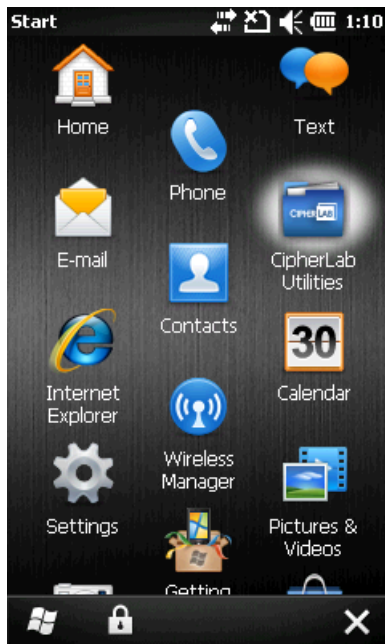 Start 1:10
Home
Text
Phone
E-mail
CIPHERLAB
CipherLab
Utilities
Contacts
30
Internet
Explorer
Calendar
Wireless
Manager
Settings
Pictures &
Videos
Getting